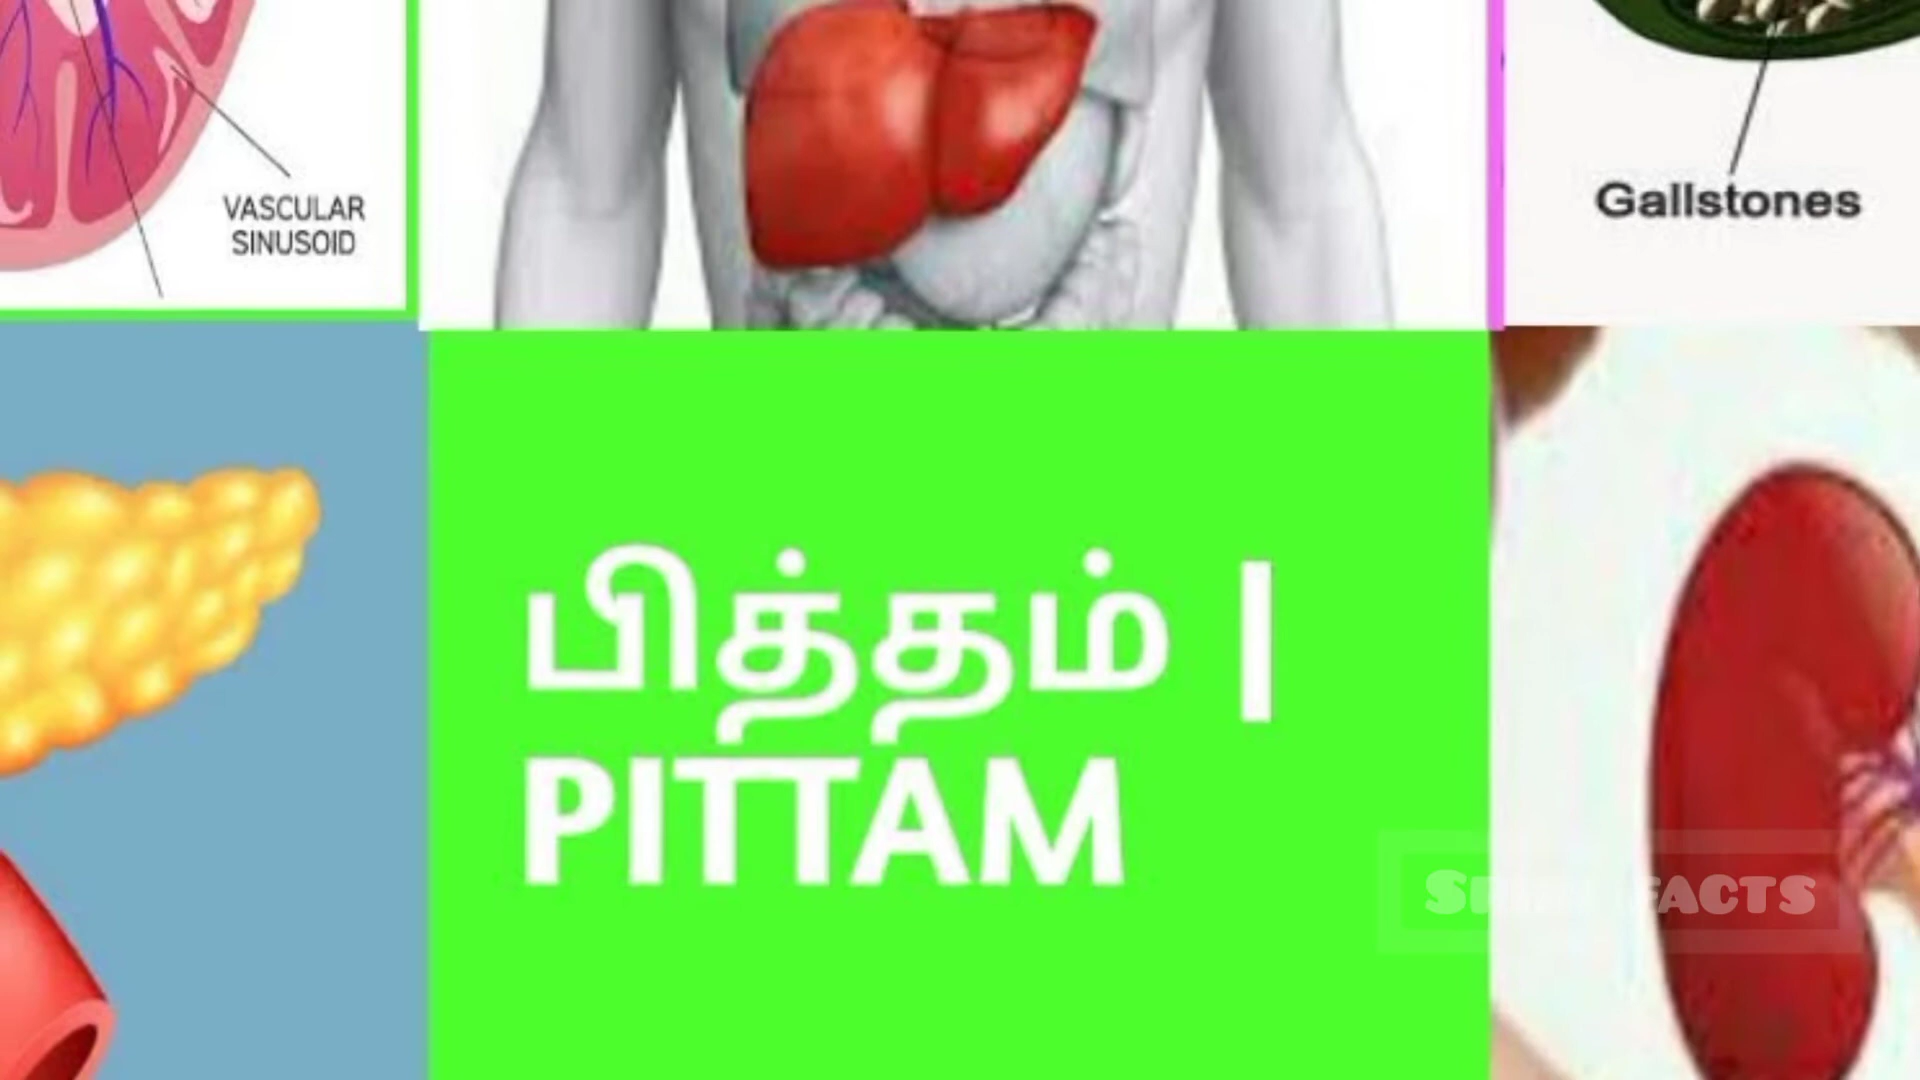 VASCULAR
SINUSOID
Gallstones
பித்தம் |
PITTAM